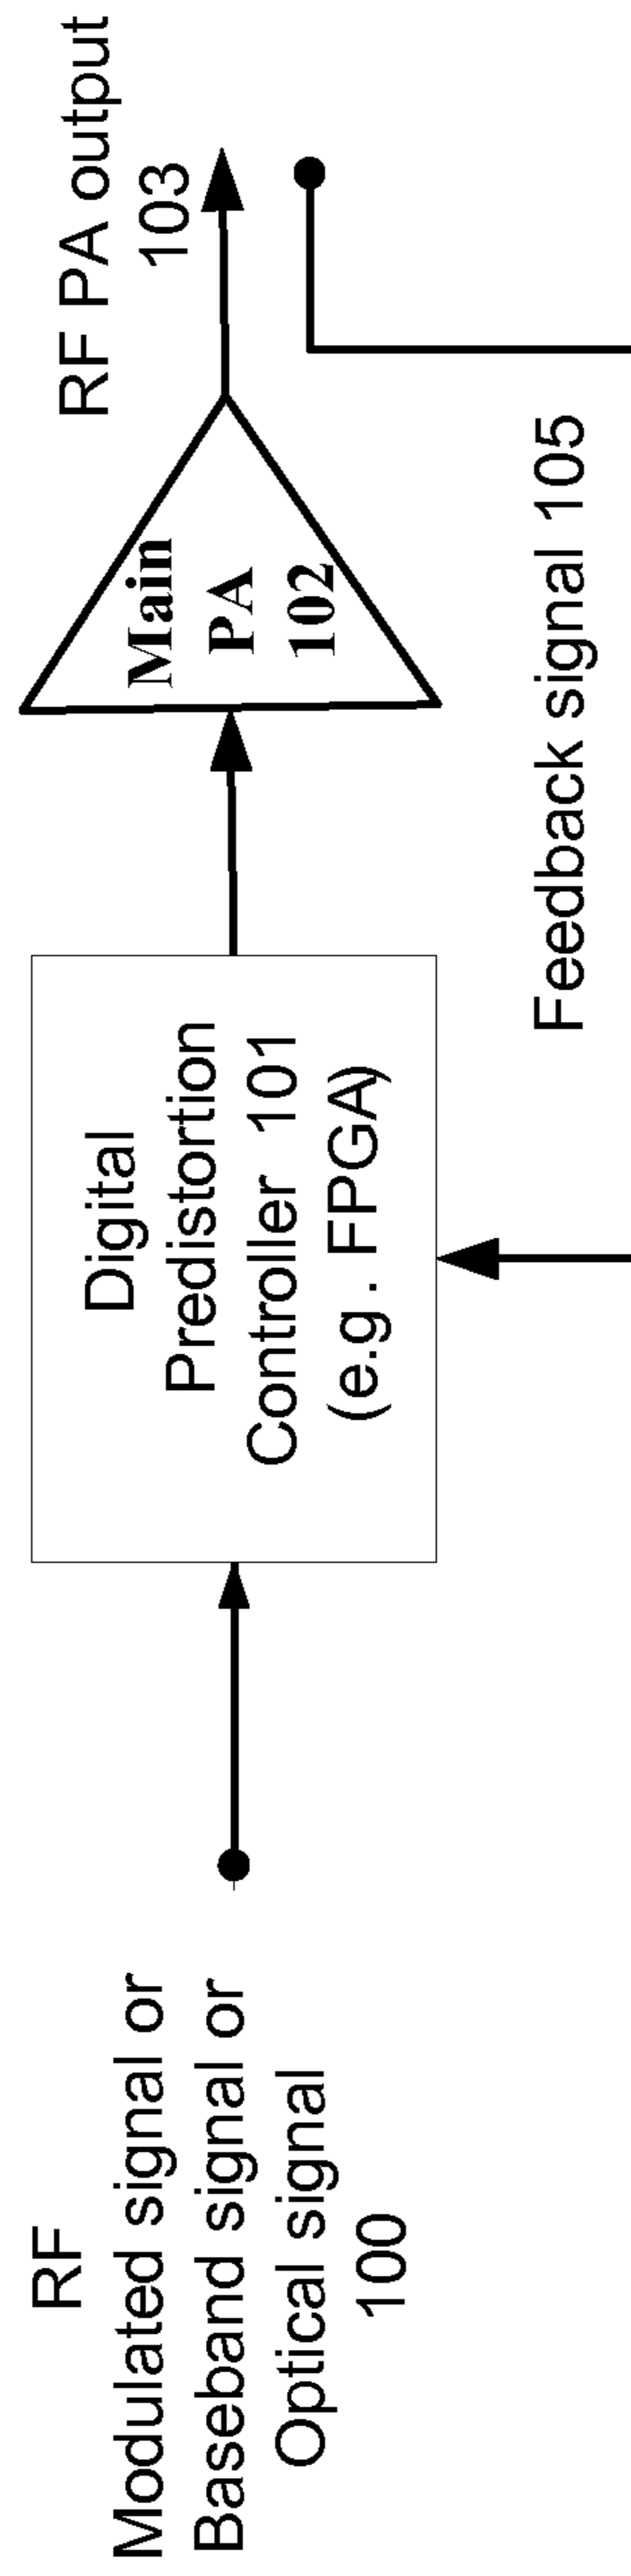 RF
Modulated signal or
Baseband signal or
Optical signal
100
Digital
Predistortion
Controller 101
(e.g . FPGA)
Main
PA
102
RF PA output
103
Feedback signal 105